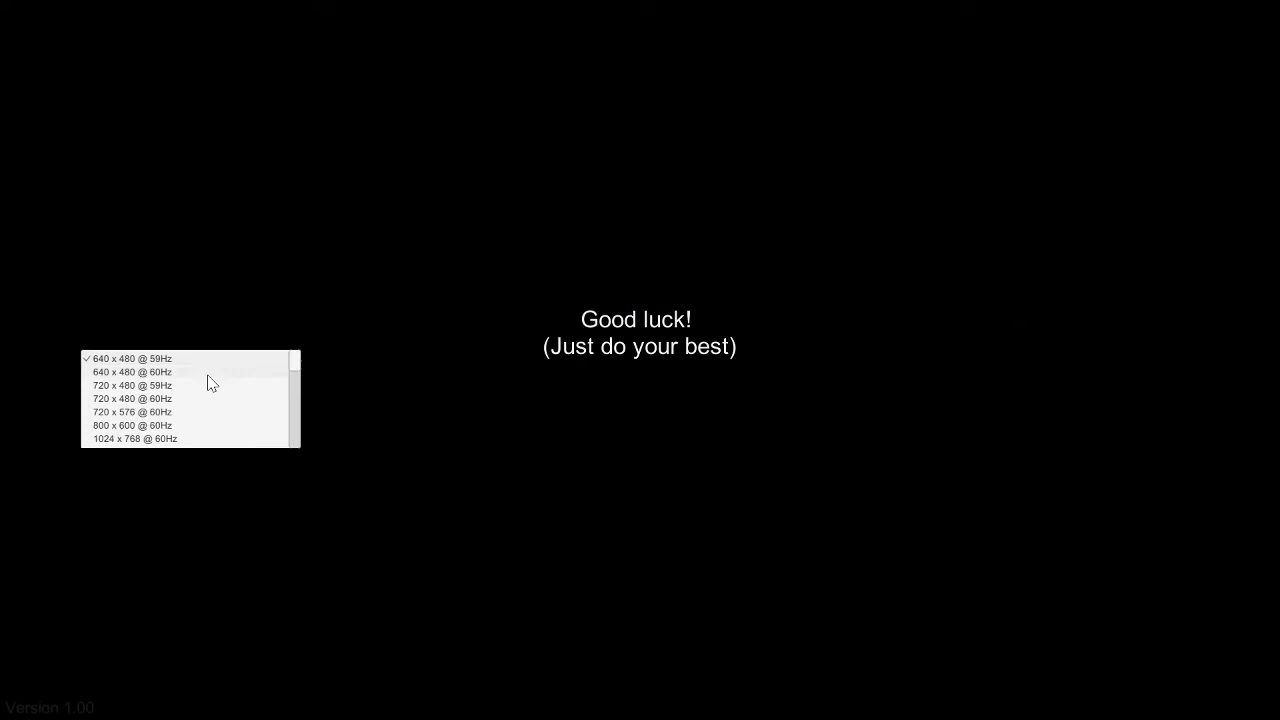 Good luck!
(Just do your best)
640 x 480 @ 59Hz
640 x 480 @ 60Hz
720 x 480 @ 59Hz
720 x 480 @ 60Hz
720 x 576 @ 60Hz
800 x 600 @ 60Hz
1024 x 768 @ 60Hz
Version 1.00